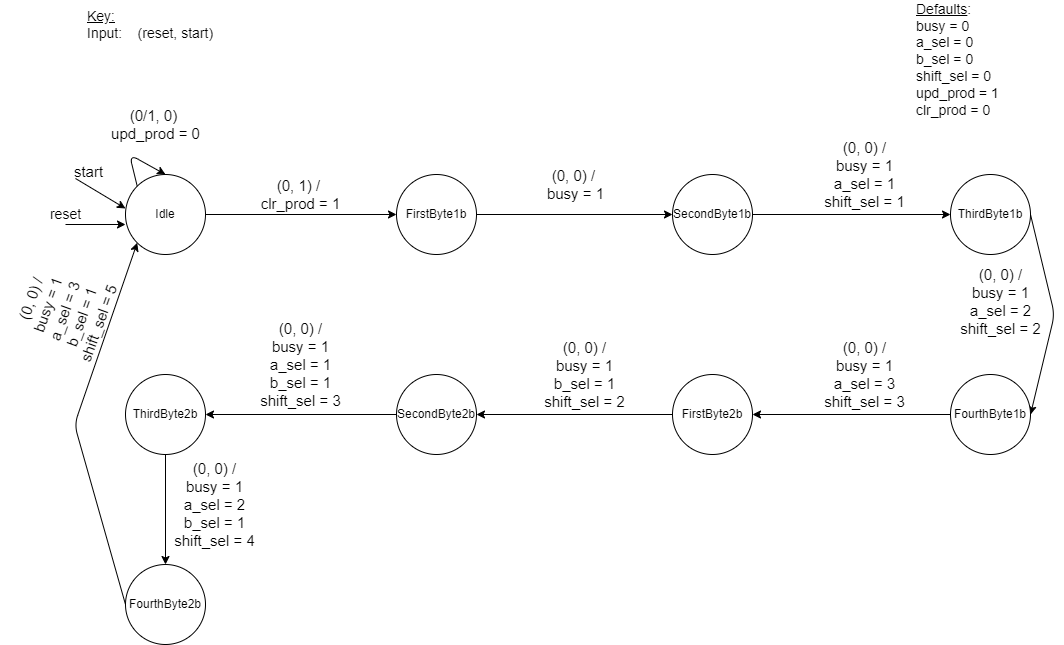 Key:
Input: (reset, start)
Defaults:
busy = 0
a_sel = 0
b_sel = 0
shift_sel = 0
upd_prod = 1
clr_prod = 0
(0/1, 0)
upd_prod = 0
start
reset
Idle
(0, 1) /
clr_prod = 1
FirstByte1b
(0, 0) /
busy = 1
SecondByte1b
(0, 0) /
busy = 1
a_sel = 1
shift_sel = 1
ThirdByte1b
(0, 0) /
busy = 1
a_sel = 2
shift_sel = 2
FourthByte1b
(0, 0) /
busy = 1
a_sel = 3
shift_sel = 3
FirstByte2b
(0, 0) /
busy = 1
b_sel = 1
shift_sel = 2
SecondByte2b
(0, 0) /
busy = 1
a_sel = 1
b_sel = 1
shift_sel = 3
ThirdByte2b
(0, 0) /
busy = 1
a_sel = 2
b_sel = 1
shift_sel = 4
FourthByte2b
(0, 0) /
busy = 1
a_sel = 3
b_sel = 1
shift_sel = 5